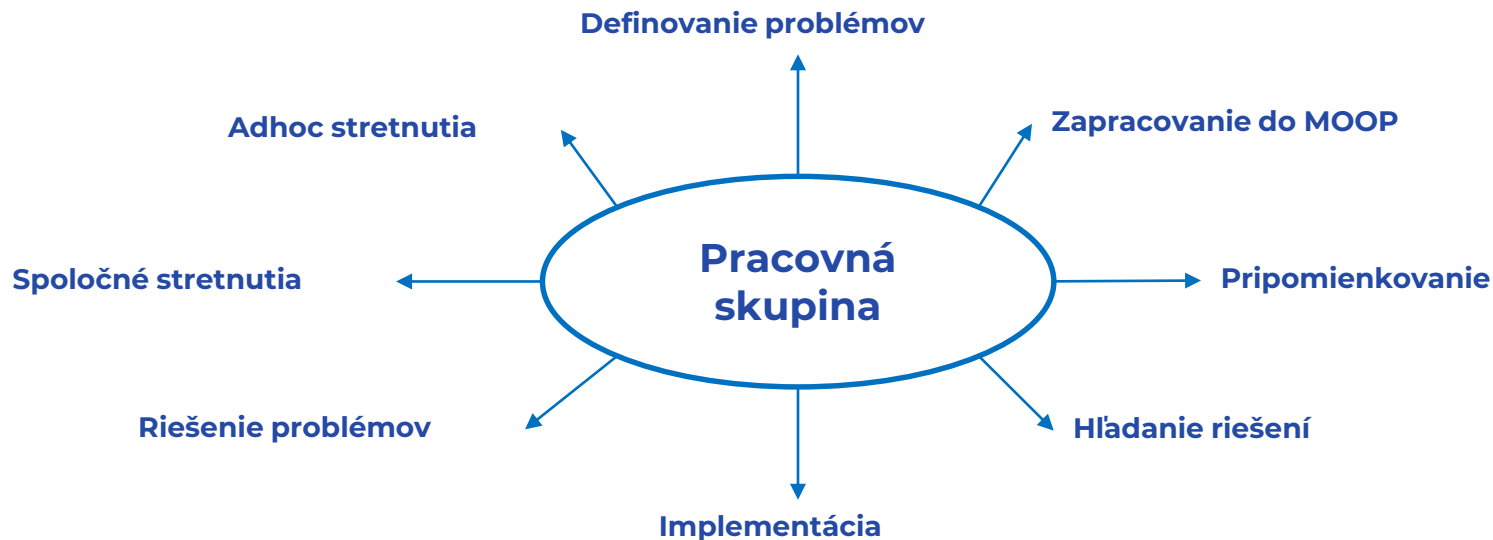 Definovanie problémov
Adhoc stretnutia
Zapracovanie do MOOP
Pracovná
skupina
Spoločné stretnutia
Pripomienkovanie
Riešenie problémov
Hľadanie riešení
Implementácia